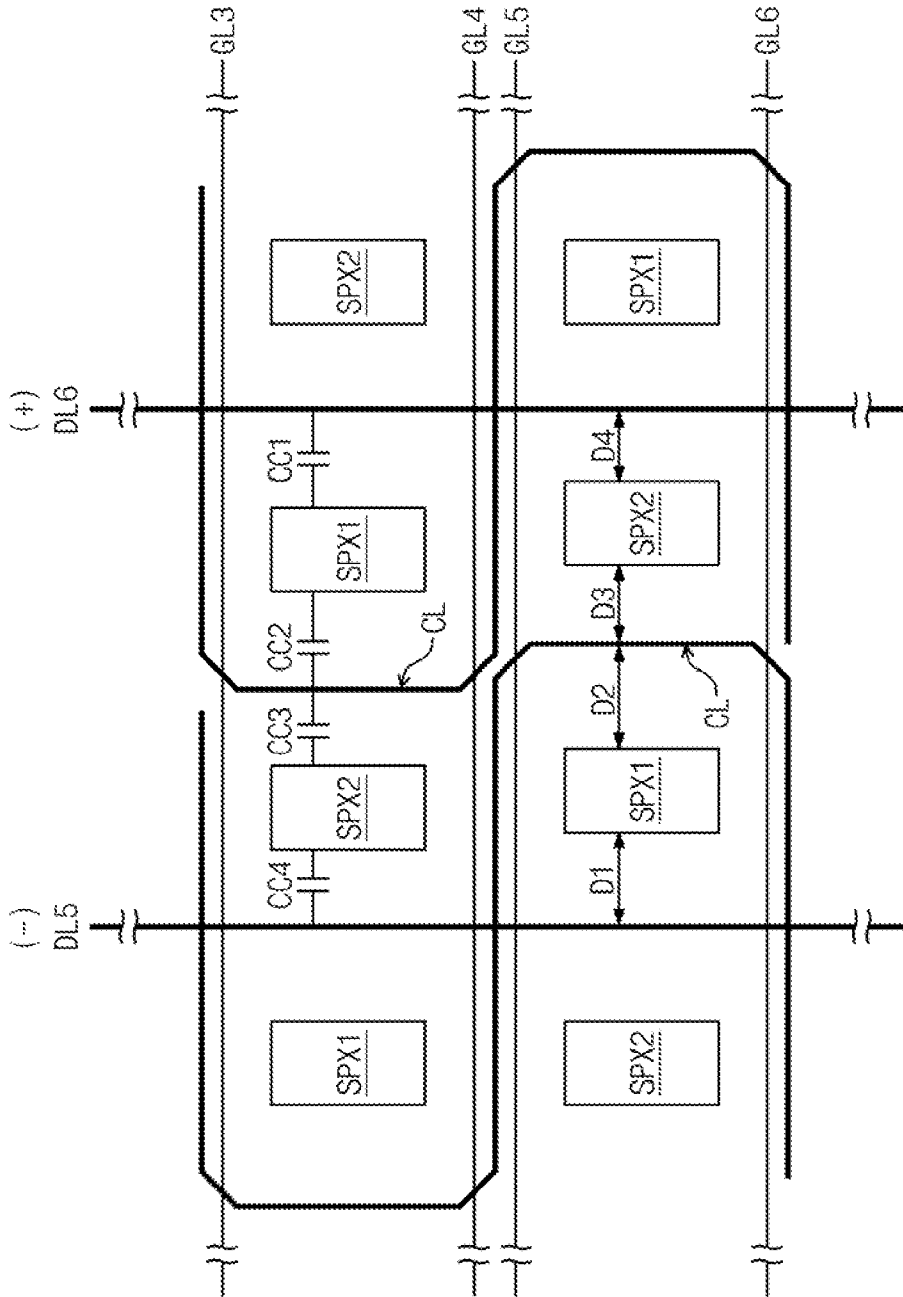 (-) (+)
DL5 DL6
GL3
CC4 CC3 CC2 CC1
SPX1 SPX2 SPX1 SPX2
CL
GL4
GL5
D1 D2 D3 D4
SPX2 SPX1 SPX2 SPX1
CL
GL6